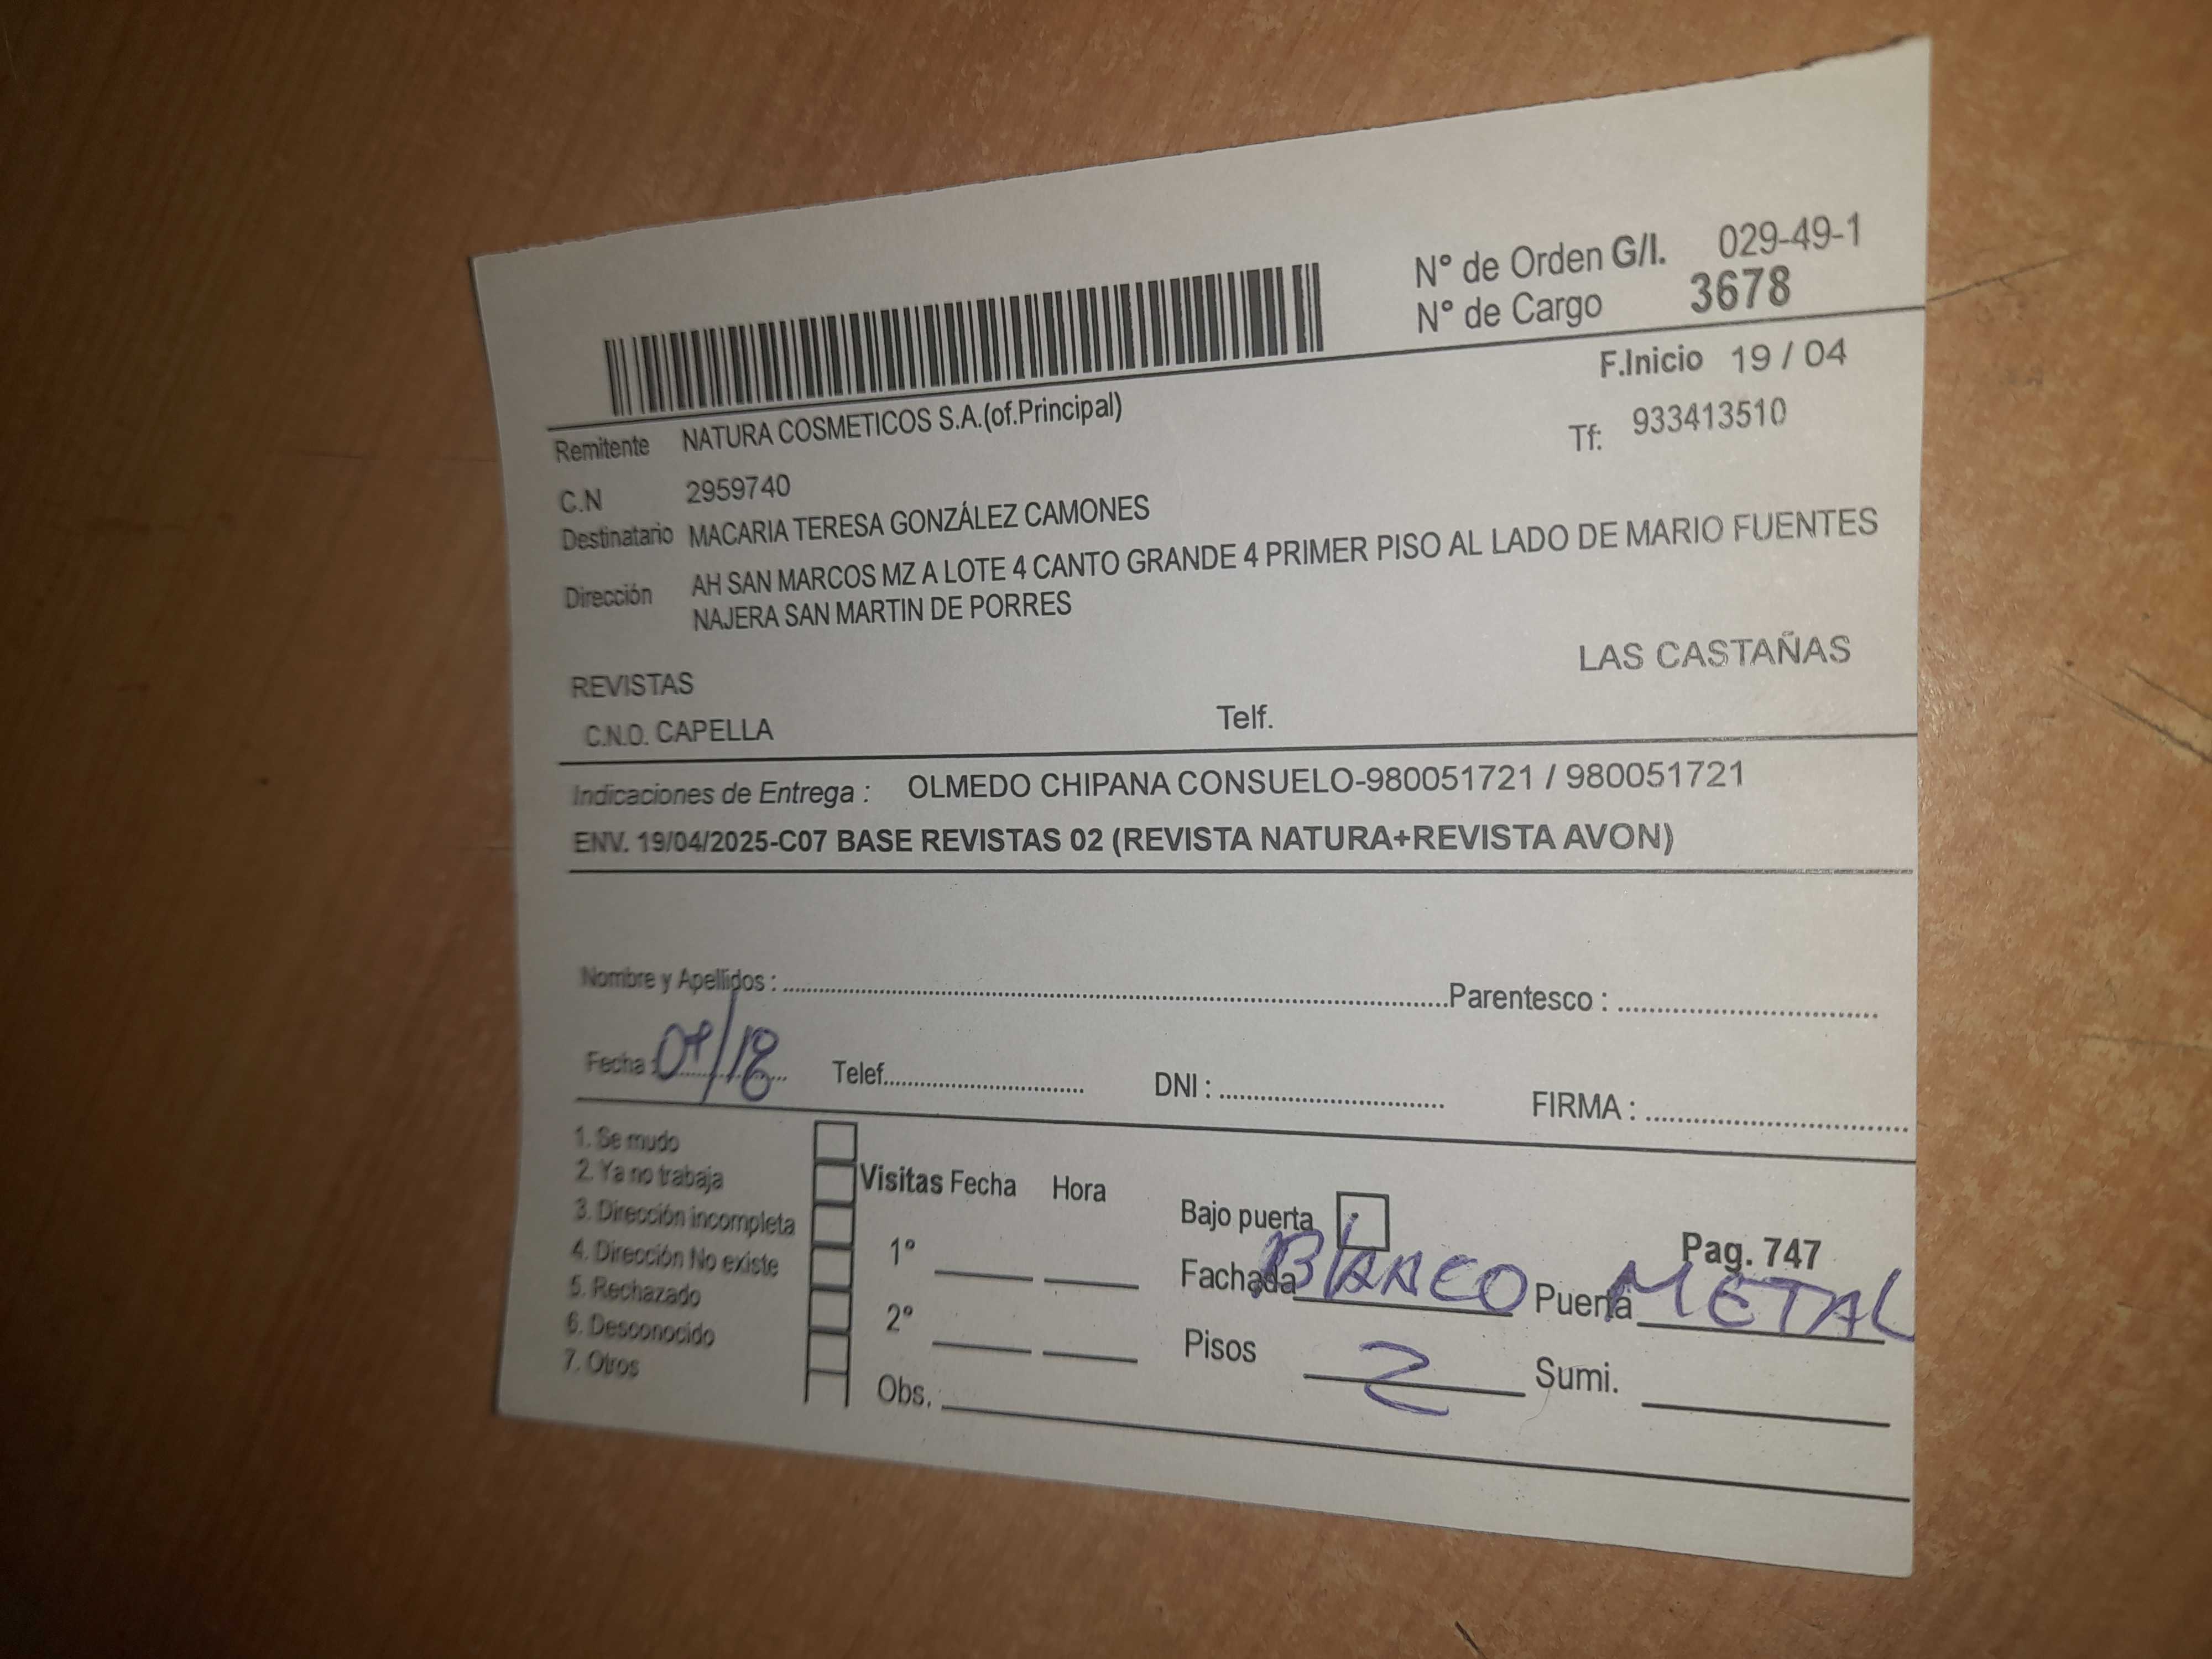 N° de Orden G/I. 029-49-1
N° de Cargo 3678
F.Inicio 19 / 04
Remitente NATURA COSMETICOS S.A.(of.Principal)
Tf: 933413510
C.N 2959740
Destinatario MACARIA TERESA GONZÁLEZ CAMONES
Dirección AH SAN MARCOS MZ A LOTE 4 CANTO GRANDE 4 PRIMER PISO AL LADO DE MARIO FUENTES
NAJERA SAN MARTIN DE PORRES
LAS CASTAÑAS
REVISTAS
C.N.O. CAPELLA Telf.
Indicaciones de Entrega : OLMEDO CHIPANA CONSUELO-980051721 / 980051721
ENV. 19/04/2025-C07 BASE REVISTAS 02 (REVISTA NATURA+REVISTA AVON)
Nombre y Apellidos : Parentesco :
Fecha : Telef. DNI : FIRMA :
1. Se mudo
2. Ya no trabaja
3. Dirección incompleta
4. Dirección No existe
5. Rechazado
6. Desconocido
7. Otros
Visitas Fecha Hora
1°
2°
Obs.
Bajo puerta
Pag. 747
Fachada BLANCO Puerta METAL
Pisos 2 Sumi.